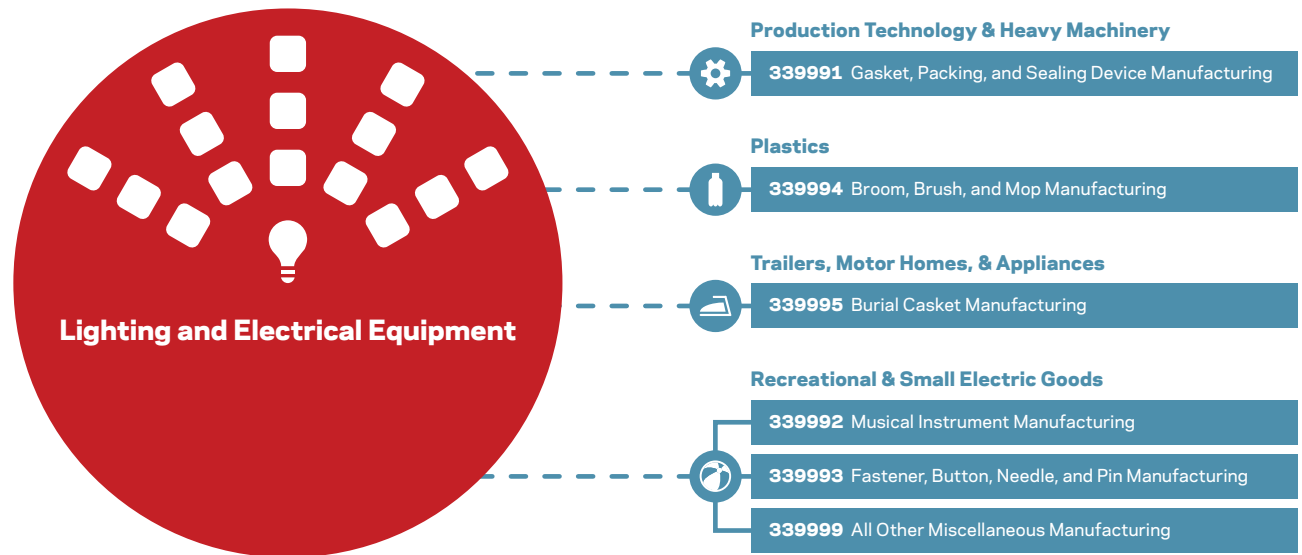 Lighting and Electrical Equipment
Production Technology & Heavy Machinery
339991 Gasket, Packing, and Sealing Device Manufacturing
Plastics
339994 Broom, Brush, and Mop Manufacturing
Trailers, Motor Homes, & Appliances
339995 Burial Casket Manufacturing
Recreational & Small Electric Goods
339992 Musical Instrument Manufacturing
339993 Fastener, Button, Needle, and Pin Manufacturing
339999 All Other Miscellaneous Manufacturing